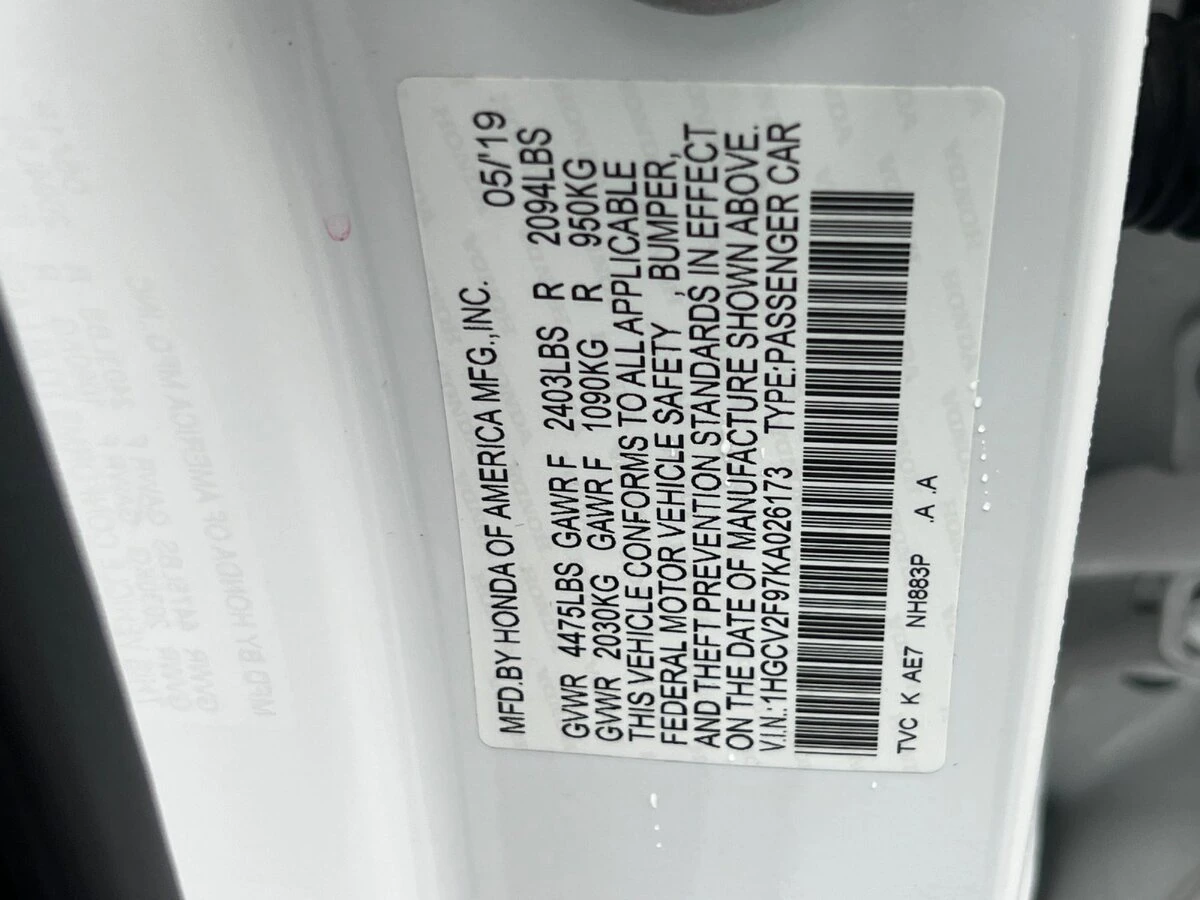 MFD.BY HONDA OF AMERICA MFG.,INC. 05/'19
GVWR 4475LBS GAWR F 2403LBS R 2094LBS
GVWR 2030KG GAWR F 1090KG R 950KG
THIS VEHICLE CONFORMS TO ALL APPLICABLE
FEDERAL MOTOR VEHICLE SAFETY , BUMPER,
AND THEFT PREVENTION STANDARDS IN EFFECT
ON THE DATE OF MANUFACTURE SHOWN ABOVE.
V.I.N.:1HGCV2F97KA026173 TYPE:PASSENGER CAR
TVC K AE7 NH883P .A .A